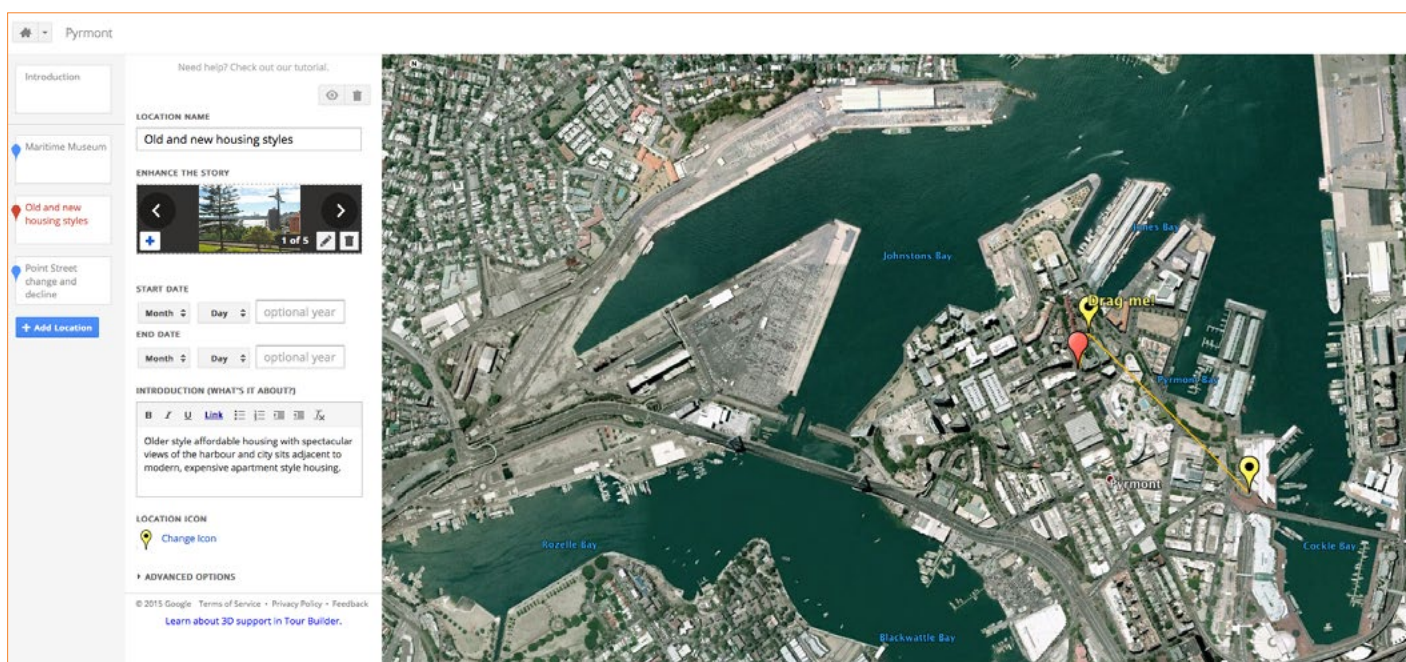 Pyrmont
Introduction
Maritime Museum
Old and new
housing styles
Point Street
change and
decline
+ Add Location
Need help? Check out our tutorial.
LOCATION NAME
Old and new housing styles
ENHANCE THE STORY
1 of 5
START DATE
Month Day optional year
END DATE
Month Day optional year
INTRODUCTION (WHAT'S IT ABOUT?)
B I U Link
Older style affordable housing with spectacular
views of the harbour and city sits adjacent to
modern, expensive apartment style housing.
LOCATION ICON
Change Icon
ADVANCED OPTIONS
© 2015 Google Terms of Service • Privacy Policy • Feedback
Learn about 3D support in Tour Builder.
N
Johnstons Bay
Jones Bay
Drag me!
Pyrmont Bay
Pyrmont
Rozelle Bay
Cockle Bay
Blackwattle Bay